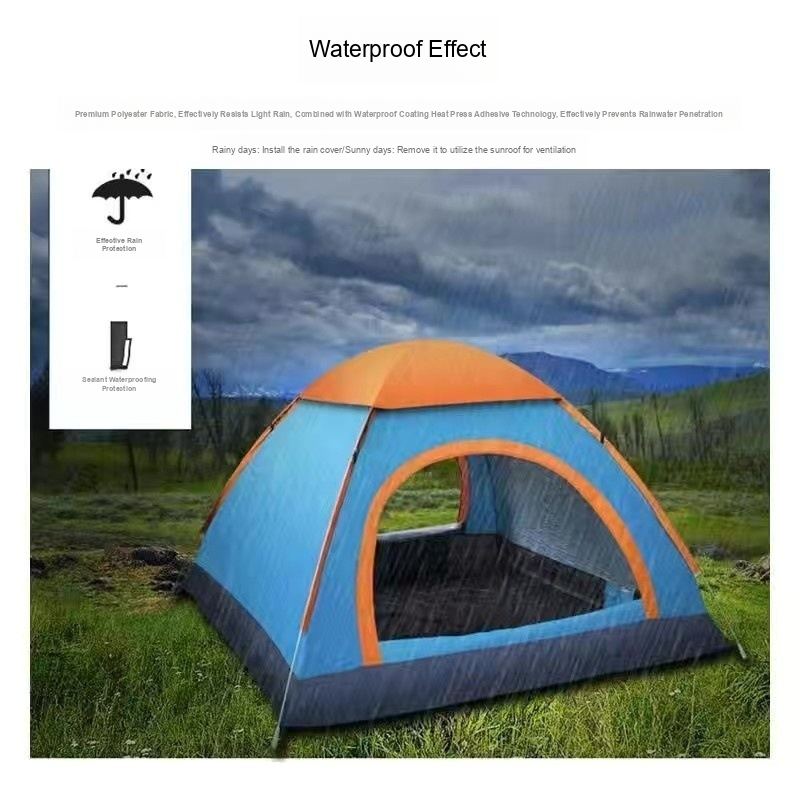 Waterproof Effect
Premium Polyester Fabric, Effectively Resists Light Rain, Combined with Waterproof Coating Heat Press Adhesive Technology, Effectively Prevents Rainwater Penetration
Rainy days: Install the rain cover/Sunny days: Remove it to utilize the sunroof for ventilation
Effective Rain
Protection
Sealant Waterproofing
Protection